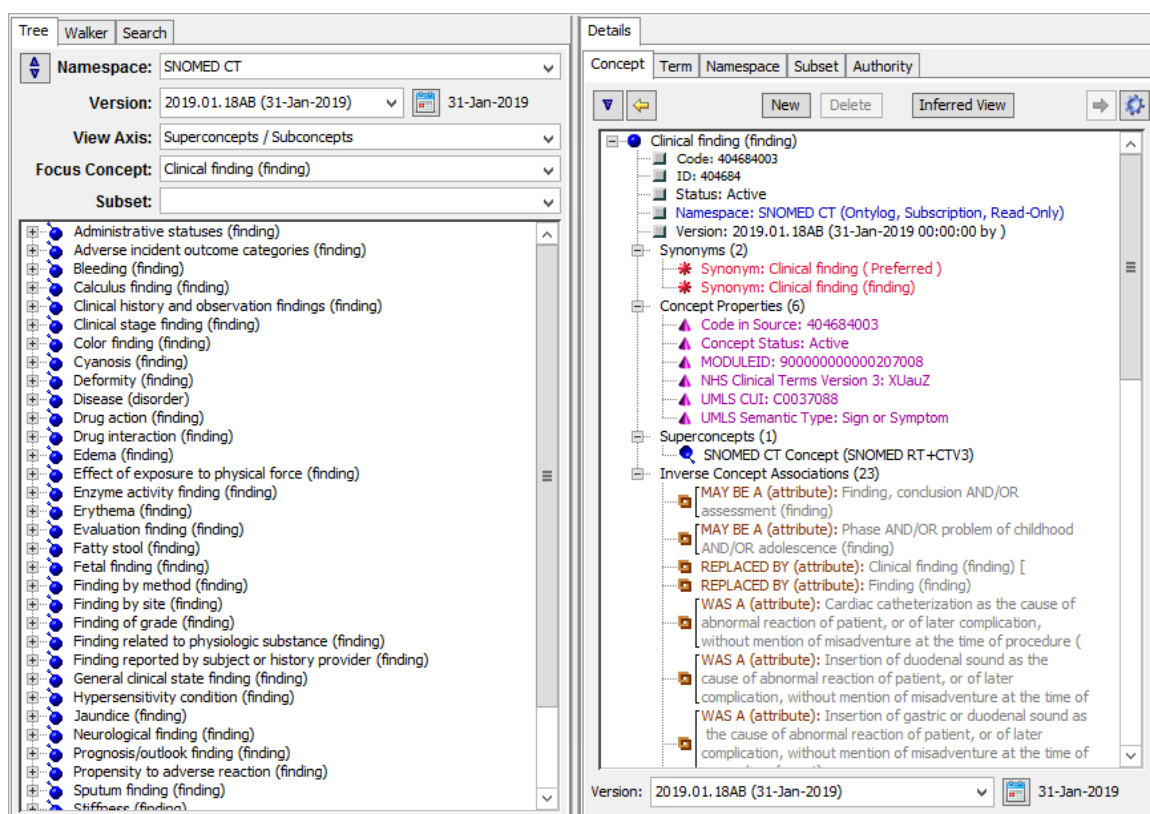 Tree Walker Search
Namespace: SNOMED CT
Version: 2019.01.18AB (31-Jan-2019) 31-Jan-2019
View Axis: Superconcepts / Subconcepts
Focus Concept: Clinical finding (finding)
Subset:
Administrative statuses (finding)
Adverse incident outcome categories (finding)
Bleeding (finding)
Calculus finding (finding)
Clinical history and observation findings (finding)
Clinical stage finding (finding)
Color finding (finding)
Cyanosis (finding)
Deformity (finding)
Disease (disorder)
Drug action (finding)
Drug interaction (finding)
Edema (finding)
Effect of exposure to physical force (finding)
Enzyme activity finding (finding)
Erythema (finding)
Evaluation finding (finding)
Fatty stool (finding)
Fetal finding (finding)
Finding by method (finding)
Finding by site (finding)
Finding of grade (finding)
Finding related to physiologic substance (finding)
Finding reported by subject or history provider (finding)
General clinical state finding (finding)
Hypersensitivity condition (finding)
Jaundice (finding)
Neurological finding (finding)
Prognosis/outlook finding (finding)
Propensity to adverse reaction (finding)
Sputum finding (finding)
Stiffness (finding)
Details
Concept Term Namespace Subset Authority
New Delete Inferred View
Clinical finding (finding)
Code: 404684003
ID: 404684
Status: Active
Namespace: SNOMED CT (Ontylog, Subscription, Read-Only)
Version: 2019.01.18AB (31-Jan-2019 00:00:00 by )
Synonyms (2)
Synonym: Clinical finding ( Preferred )
Synonym: Clinical finding (finding)
Concept Properties (6)
Code in Source: 404684003
Concept Status: Active
MODULEID: 900000000000207008
NHS Clinical Terms Version 3: XUauZ
UMLS CUI: C0037088
UMLS Semantic Type: Sign or Symptom
Superconcepts (1)
SNOMED CT Concept (SNOMED RT+CTV3)
Inverse Concept Associations (23)
MAY BE A (attribute): Finding, conclusion AND/OR
assessment (finding)
MAY BE A (attribute): Phase AND/OR problem of childhood
AND/OR adolescence (finding)
REPLACED BY (attribute): Clinical finding (finding) [
REPLACED BY (attribute): Finding (finding)
WAS A (attribute): Cardiac catheterization as the cause of
abnormal reaction of patient, or of later complication,
without mention of misadventure at the time of procedure (
WAS A (attribute): Insertion of duodenal sound as the
cause of abnormal reaction of patient, or of later
complication, without mention of misadventure at the time of
WAS A (attribute): Insertion of gastric or duodenal sound as
the cause of abnormal reaction of patient, or of later
complication, without mention of misadventure at the time of
Version: 2019.01.18AB (31-Jan-2019) 31-Jan-2019